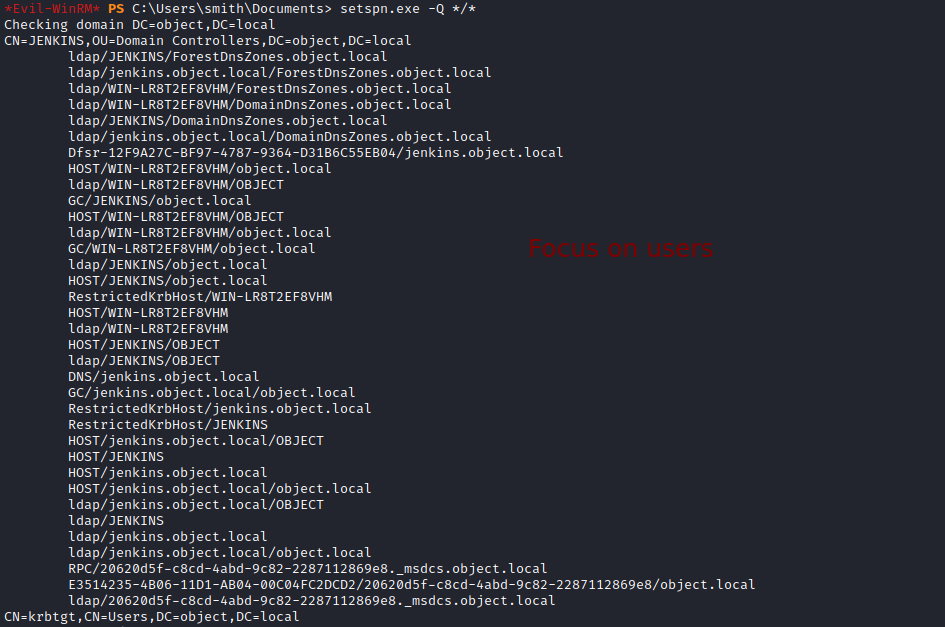 *Evil-WinRM* PS C:\Users\smith\Documents> setspn.exe -Q */*
Checking domain DC=object,DC=local
CN=JENKINS,OU=Domain Controllers,DC=object,DC=local
ldap/JENKINS/ForestDnsZones.object.local
ldap/jenkins.object.local/ForestDnsZones.object.local
ldap/WIN-LR8T2EF8VHM/ForestDnsZones.object.local
ldap/WIN-LR8T2EF8VHM/DomainDnsZones.object.local
ldap/JENKINS/DomainDnsZones.object.local
ldap/jenkins.object.local/DomainDnsZones.object.local
Dfsr-12F9A27C-BF97-4787-9364-D31B6C55EB04/jenkins.object.local
HOST/WIN-LR8T2EF8VHM/object.local
ldap/WIN-LR8T2EF8VHM/OBJECT
GC/JENKINS/object.local
HOST/WIN-LR8T2EF8VHM/OBJECT
ldap/WIN-LR8T2EF8VHM/object.local
GC/WIN-LR8T2EF8VHM/object.local
Focus on users
ldap/JENKINS/object.local
HOST/JENKINS/object.local
RestrictedKrbHost/WIN-LR8T2EF8VHM
HOST/WIN-LR8T2EF8VHM
ldap/WIN-LR8T2EF8VHM
HOST/JENKINS/OBJECT
ldap/JENKINS/OBJECT
DNS/jenkins.object.local
GC/jenkins.object.local/object.local
RestrictedKrbHost/jenkins.object.local
RestrictedKrbHost/JENKINS
HOST/jenkins.object.local/OBJECT
HOST/JENKINS
HOST/jenkins.object.local
HOST/jenkins.object.local/object.local
ldap/jenkins.object.local/OBJECT
ldap/JENKINS
ldap/jenkins.object.local
ldap/jenkins.object.local/object.local
RPC/20620d5f-c8cd-4abd-9c82-2287112869e8._msdcs.object.local
E3514235-4B06-11D1-AB04-00C04FC2DCD2/20620d5f-c8cd-4abd-9c82-2287112869e8/object.local
ldap/20620d5f-c8cd-4abd-9c82-2287112869e8._msdcs.object.local
CN=krbtgt,CN=Users,DC=object,DC=local